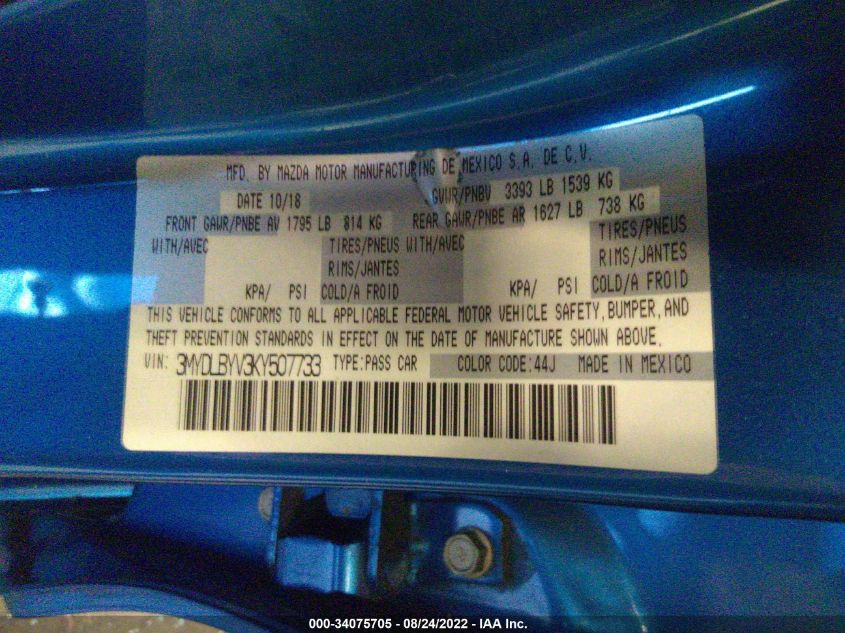 MFD. BY MAZDA MOTOR MANUFACTURING DE MEXICO S.A. DE C.V.
DATE 10/18 GVWR/PNBV 3393 LB 1539 KG
FRONT GAWR/PNBE AV 1795 LB 814 KG REAR GAWR/PNBE AR 1627 LB 738 KG
WITH/AVEC TIRES/PNEUS WITH/AVEC TIRES/PNEUS
RIMS/JANTES RIMS/JANTES
KPA/ PSI COLD/A FROID KPA/ PSI COLD/A FROID
THIS VEHICLE CONFORMS TO ALL APPLICABLE FEDERAL MOTOR VEHICLE SAFETY, BUMPER, AND
THEFT PREVENTION STANDARDS IN EFFECT ON THE DATE OF MANUFACTURE SHOWN ABOVE.
VIN: 3MYDLBYV3KY507733 TYPE:PASS CAR COLOR CODE:44J MADE IN MEXICO
000-34075705 - 08/24/2022 - IAA Inc.